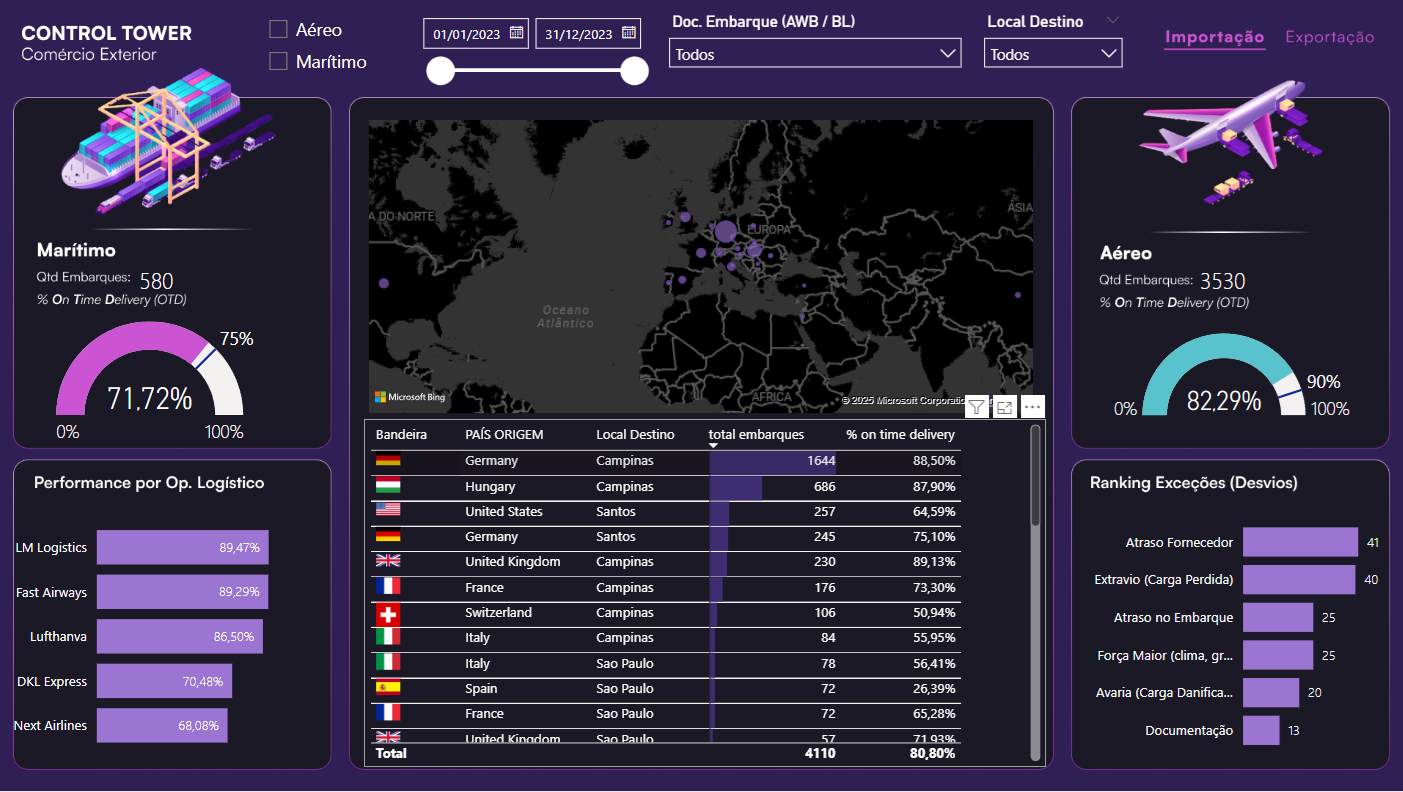 CONTROL TOWER
Comércio Exterior
Aéreo
Marítimo
01/01/2023
31/12/2023
Doc. Embarque (AWB / BL)
Todos
Local Destino
Todos
Importação
Exportação
Marítimo
Qtd Embarques: 580
% On Time Delivery (OTD)
75%
71,72%
0%
100%
Performance por Op. Logístico
LM Logistics 89,47%
Fast Airways 89,29%
Lufthanva 86,50%
DKL Express 70,48%
Next Airlines 68,08%
A DO NORTE
EUROPA
ÁSIA
Oceano
Atlântico
ÁFRICA
Microsoft Bing
© 2025 Microsoft Corporatio
Bandeira PAÍS ORIGEM Local Destino total embarques % on time delivery
Germany Campinas 1644 88,50%
Hungary Campinas 686 87,90%
United States Santos 257 64,59%
Germany Santos 245 75,10%
United Kingdom Campinas 230 89,13%
France Campinas 176 73,30%
Switzerland Campinas 106 50,94%
Italy Campinas 84 55,95%
Italy Sao Paulo 78 56,41%
Spain Sao Paulo 72 26,39%
France Sao Paulo 72 65,28%
United Kingdom Sao Paulo 57 71,93%
Total 4110 80,80%
Aéreo
Qtd Embarques: 3530
% On Time Delivery (OTD)
90%
82,29%
0%
100%
Ranking Exceções (Desvios)
Atraso Fornecedor 41
Extravio (Carga Perdida) 40
Atraso no Embarque 25
Força Maior (clima, gr... 25
Avaria (Carga Danifica... 20
Documentação 13